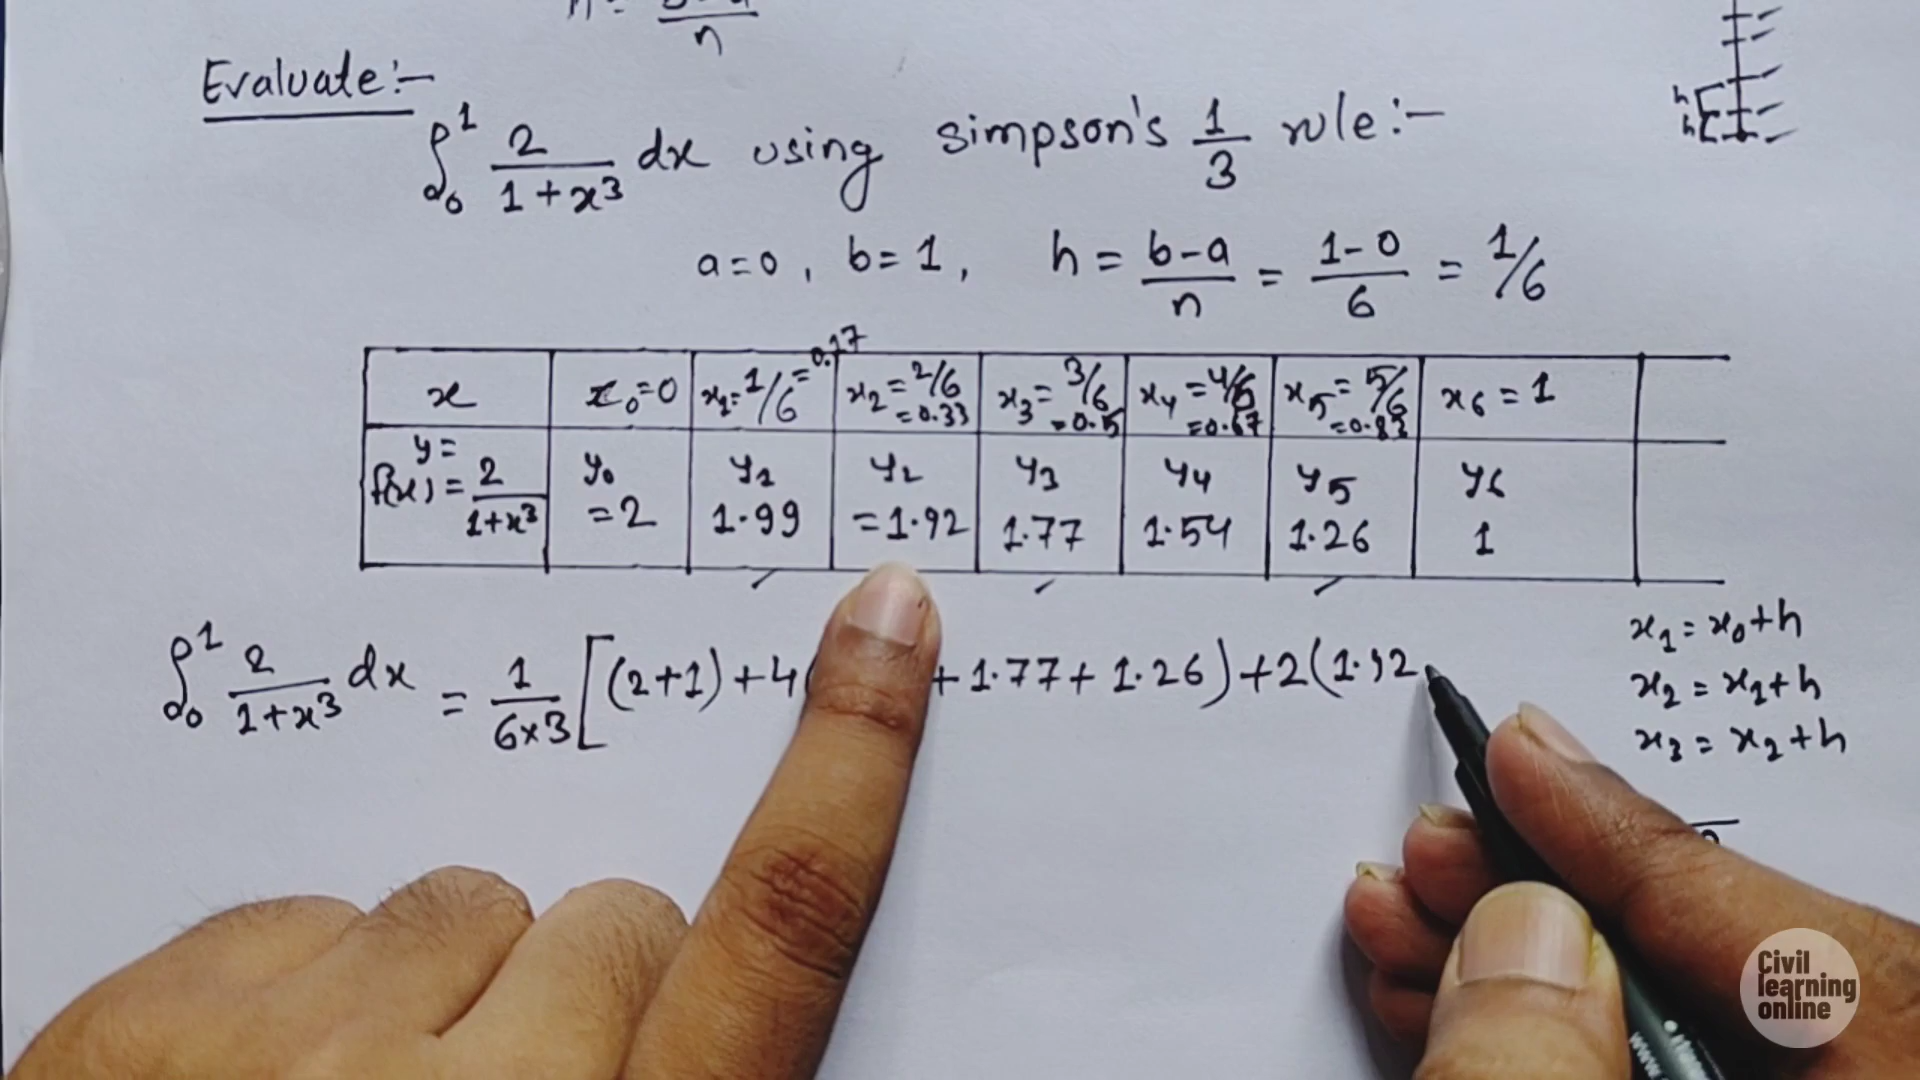 n
Evaluate:-
∫₀¹ 2/(1+x³) dx using simpson's 1/3 rule:-
a=0, b=1, h = (b-a)/n = (1-0)/6 = 1/6
x | x₀=0 | x₁=1/6 =0.17 | x₂=2/6 =0.33 | x₃=3/6 =0.5 | x₄=4/6 =0.67 | x₅=5/6 =0.83 | x₆=1
y= f(x)=2/(1+x³) | y₀ =2 | y₁ 1.99 | y₂ =1.92 | y₃ 1.77 | y₄ 1.54 | y₅ 1.26 | y₆ 1
∫₀¹ 2/(1+x³) dx = 1/(6×3) [(2+1)+4( +1.77+1.26)+2(1.92
x₁=x₀+h
x₂=x₁+h
x₃=x₂+h
h
h
Civil
learning
online